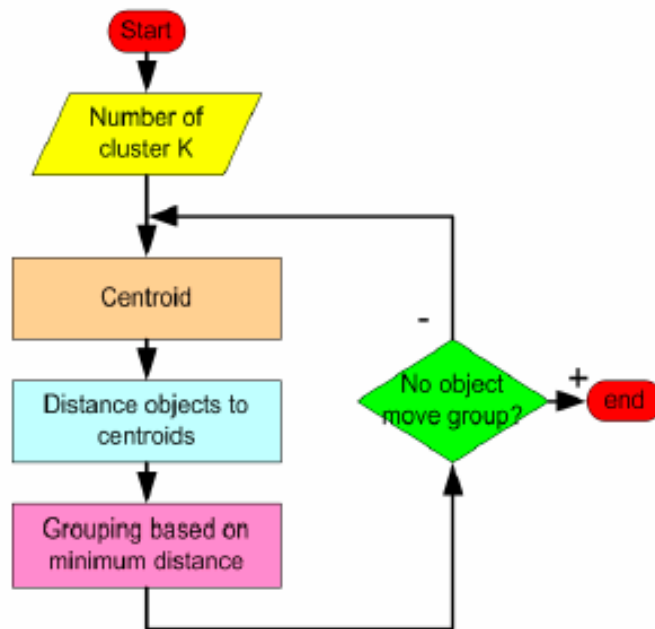 Start
Number of
cluster K
Centroid
Distance objects to
centroids
Grouping based on
minimum distance
-
No object
move group?
+
end